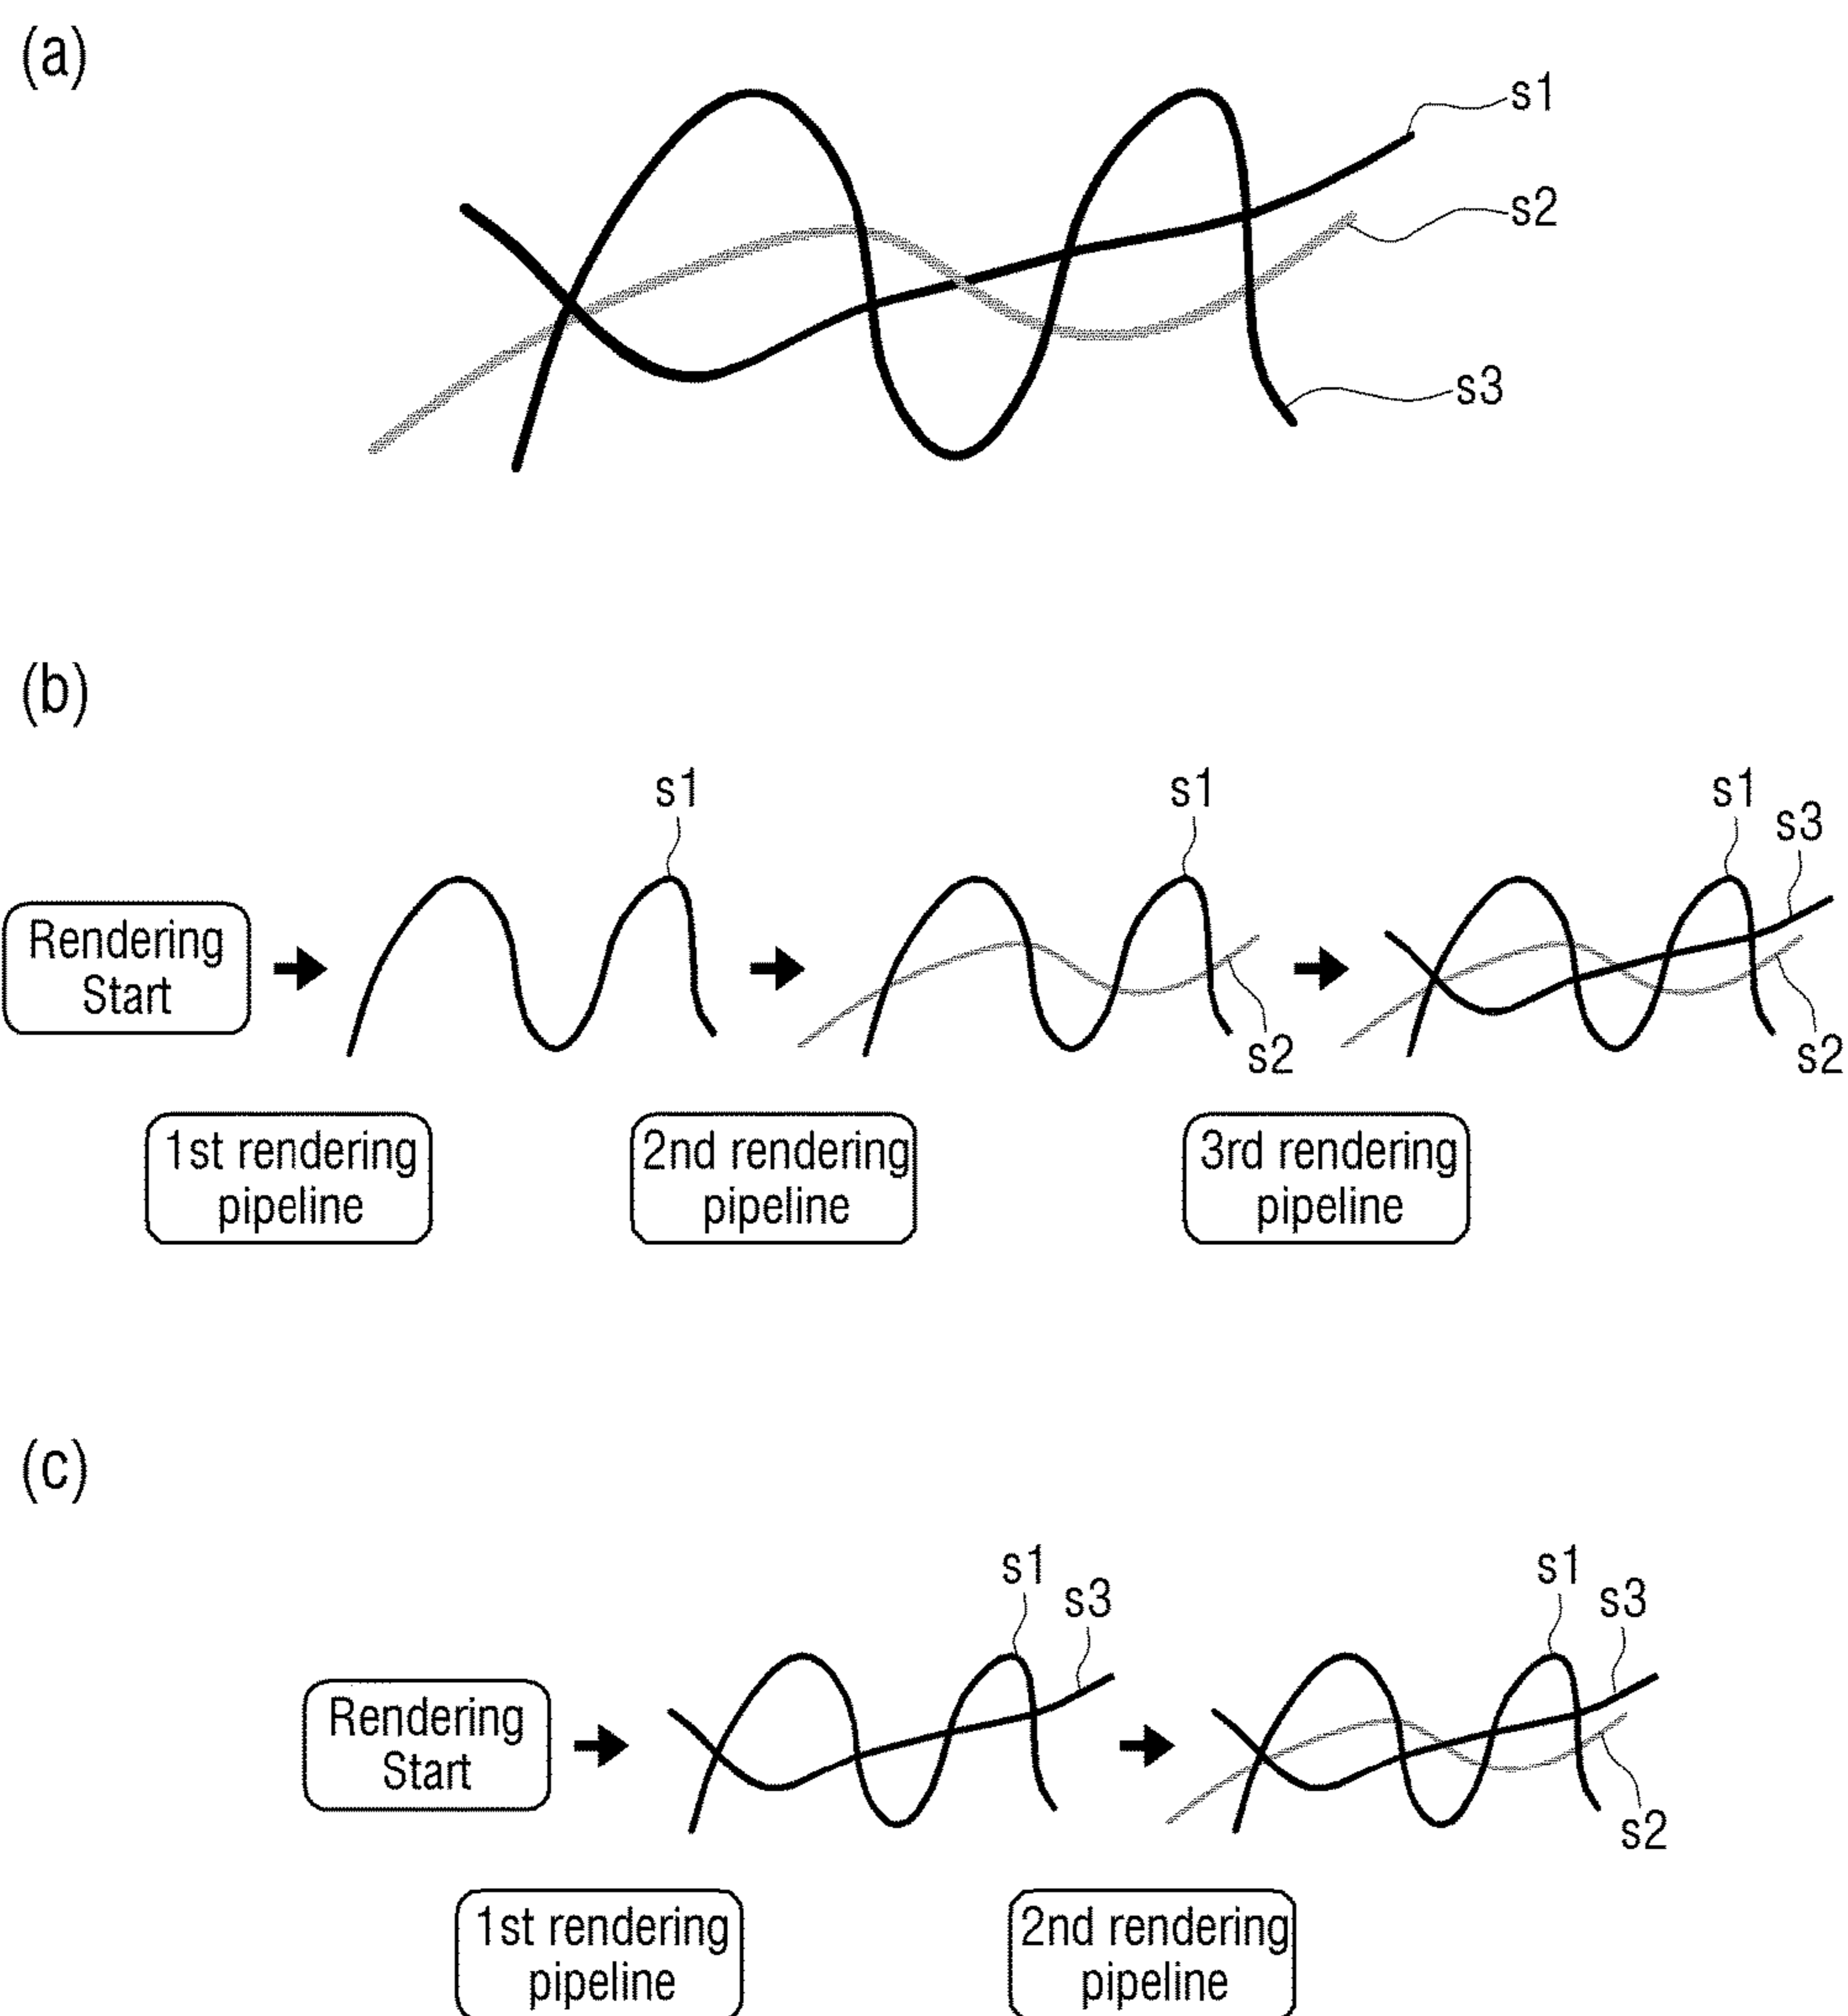 (a)
s1
s2
s3
(b)
s1
s1
s1
s3
Rendering
Start
s2
s2
1st rendering
pipeline
2nd rendering
pipeline
3rd rendering
pipeline
(c)
s1
s3
s1
s3
Rendering
Start
s2
1st rendering
pipeline
2nd rendering
pipeline